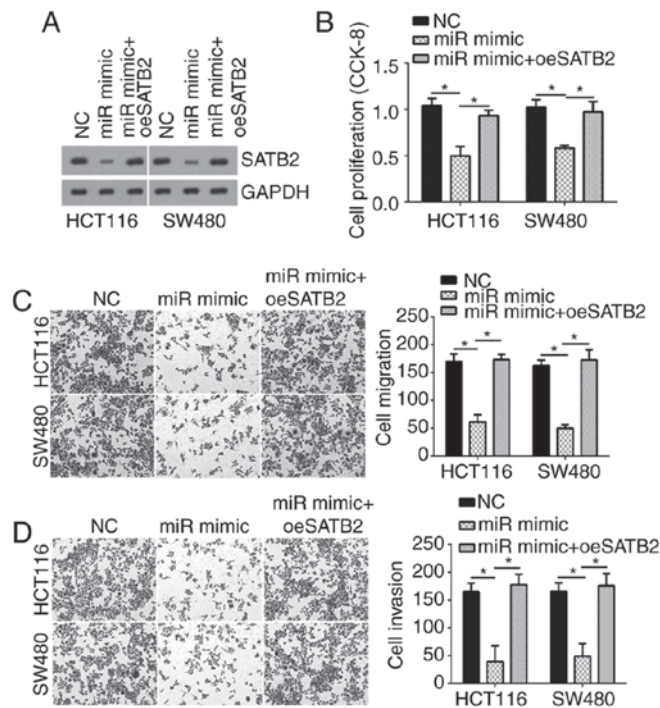 A
NC
miR mimic
miR mimic+
oeSATB2
NC
miR mimic
miR mimic+
oeSATB2
SATB2
GAPDH
HCT116 SW480
B
NC
miR mimic
miR mimic+oeSATB2
Cell proliferation (CCK-8)
1.5
1.0
0.5
0.0
* * * *
HCT116 SW480
C
NC miR mimic miR mimic+
oeSATB2
HCT116
SW480
NC
miR mimic
miR mimic+oeSATB2
Cell migration
250
200
150
100
50
0
* * * *
HCT116 SW480
D
NC miR mimic miR mimic+
oeSATB2
HCT116
SW480
NC
miR mimic
miR mimic+oeSATB2
Cell invasion
250
200
150
100
50
0
* * * *
HCT116 SW480